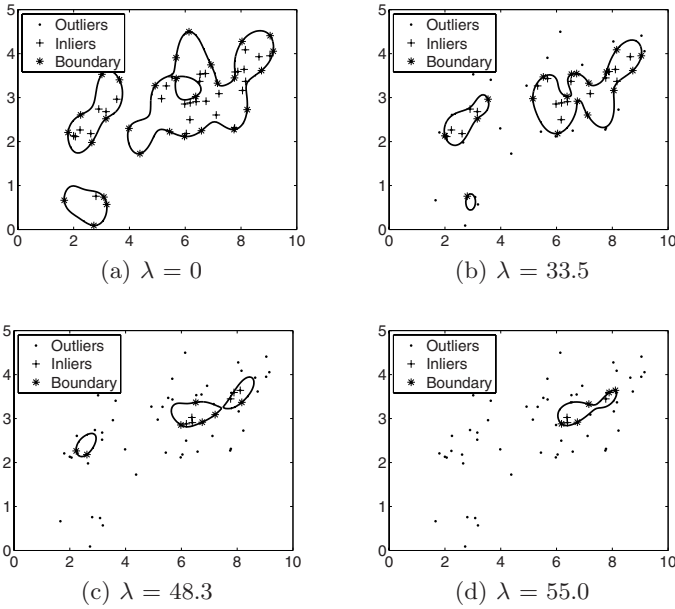 5
4
3
2
1
0
0 2 4 6 8 10
Outliers
Inliers
Boundary
(a) λ = 0
5
4
3
2
1
0
0 2 4 6 8 10
Outliers
Inliers
Boundary
(b) λ = 33.5
5
4
3
2
1
0
0 2 4 6 8 10
Outliers
Inliers
Boundary
(c) λ = 48.3
5
4
3
2
1
0
0 2 4 6 8 10
Outliers
Inliers
Boundary
(d) λ = 55.0